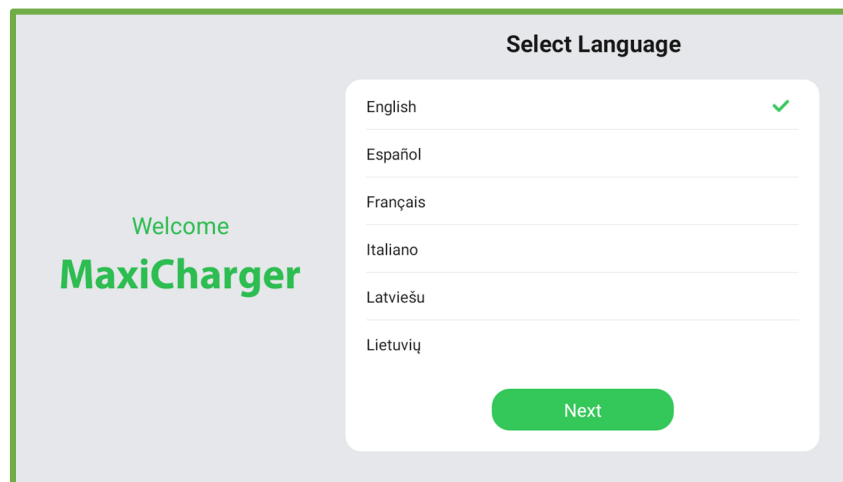 Select Language
English
Español
Français
Welcome
Italiano
MaxiCharger
Latviešu
Lietuvių
Next